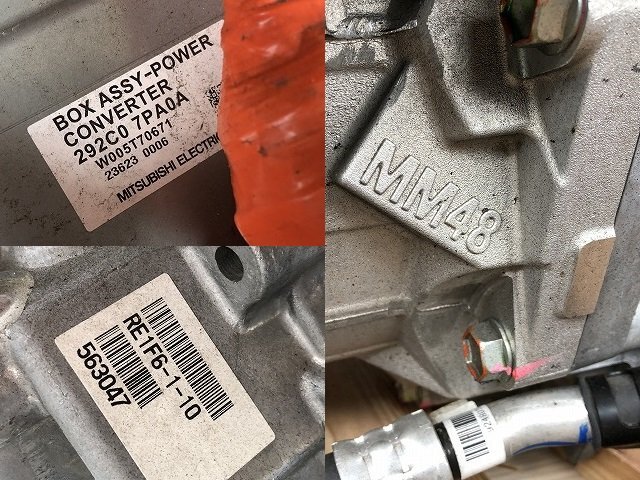 BOX ASSY-POWER
CONVERTER
292C0 7PA0A
W005T70671
23623 0006
MITSUBISHI ELECTRIC
MM48
RE1F6-1-10
563047